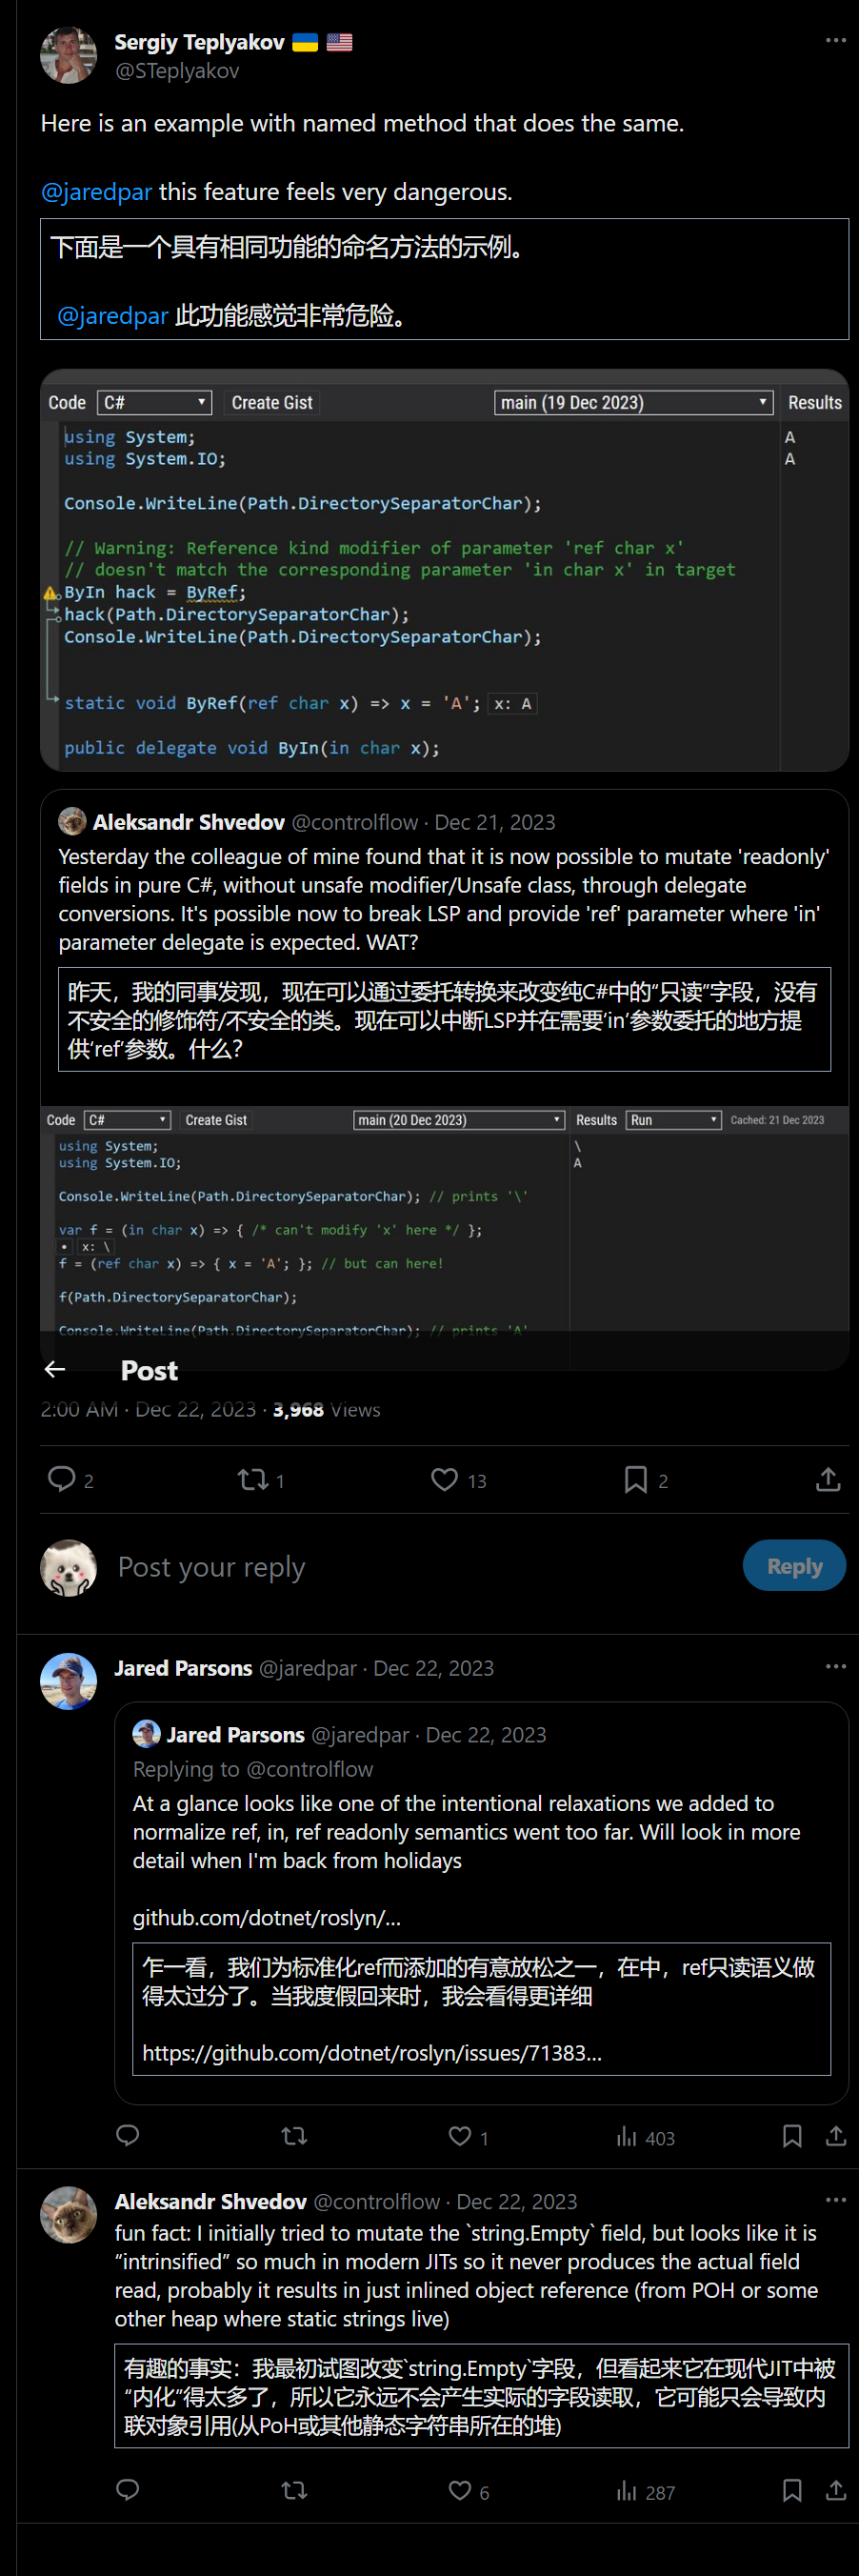 Sergiy Teplyakov 🇺🇦 🇺🇸
@STeplyakov
Here is an example with named method that does the same.
@jaredpar this feature feels very dangerous.
下面是一个具有相同功能的命名方法的示例。
@jaredpar 此功能感觉非常危险。
Code C# Create Gist main (19 Dec 2023) Results
using System;
using System.IO;
Console.WriteLine(Path.DirectorySeparatorChar);
// Warning: Reference kind modifier of parameter 'ref char x'
// doesn't match the corresponding parameter 'in char x' in target
ByIn hack = ByRef;
hack(Path.DirectorySeparatorChar);
Console.WriteLine(Path.DirectorySeparatorChar);
static void ByRef(ref char x) => x = 'A'; x: A
public delegate void ByIn(in char x);
A
A
Aleksandr Shvedov @controlflow · Dec 21, 2023
Yesterday the colleague of mine found that it is now possible to mutate 'readonly'
fields in pure C#, without unsafe modifier/Unsafe class, through delegate
conversions. It's possible now to break LSP and provide 'ref' parameter where 'in'
parameter delegate is expected. WAT?
昨天，我的同事发现，现在可以通过委托转换来改变纯C#中的“只读”字段，没有
不安全的修饰符/不安全的类。现在可以中断LSP并在需要‘in’参数委托的地方提
供‘ref’参数。什么？
Code C# Create Gist main (20 Dec 2023) Results Run Cached: 21 Dec 2023
using System;
using System.IO;
Console.WriteLine(Path.DirectorySeparatorChar); // prints '\'
var f = (in char x) => { /* can't modify 'x' here */ };
• x: \
f = (ref char x) => { x = 'A'; }; // but can here!
f(Path.DirectorySeparatorChar);
Console.WriteLine(Path.DirectorySeparatorChar); // prints 'A'
\
A
Post
2:00 AM · Dec 22, 2023 · 3,968 Views
2 1 13 2
Post your reply
Reply
Jared Parsons @jaredpar · Dec 22, 2023
Jared Parsons @jaredpar · Dec 22, 2023
Replying to @controlflow
At a glance looks like one of the intentional relaxations we added to
normalize ref, in, ref readonly semantics went too far. Will look in more
detail when I'm back from holidays
github.com/dotnet/roslyn/...
乍一看，我们为标准化ref而添加的有意放松之一，在中，ref只读语义做
得太过分了。当我度假回来时，我会看得更详细
https://github.com/dotnet/roslyn/issues/71383...
1 403
Aleksandr Shvedov @controlflow · Dec 22, 2023
fun fact: I initially tried to mutate the `string.Empty` field, but looks like it is
“intrinsified” so much in modern JITs so it never produces the actual field
read, probably it results in just inlined object reference (from POH or some
other heap where static strings live)
有趣的事实：我最初试图改变`string.Empty`字段，但看起来它在现代JIT中被
“内化”得太多了，所以它永远不会产生实际的字段读取，它可能只会导致内
联对象引用(从PoH或其他静态字符串所在的堆)
6 287